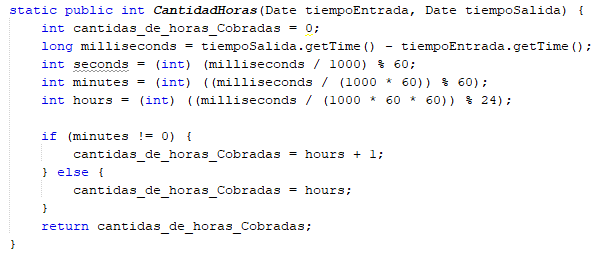 static public int CantidadHoras(Date tiempoEntrada, Date tiempoSalida) {
    int cantidas_de_horas_Cobradas = 0;
    long milliseconds = tiempoSalida.getTime() - tiempoEntrada.getTime();
    int seconds = (int) (milliseconds / 1000) % 60;
    int minutes = (int) ((milliseconds / (1000 * 60)) % 60);
    int hours = (int) ((milliseconds / (1000 * 60 * 60)) % 24);

    if (minutes != 0) {
        cantidas_de_horas_Cobradas = hours + 1;
    } else {
        cantidas_de_horas_Cobradas = hours;
    }
    return cantidas_de_horas_Cobradas;
}